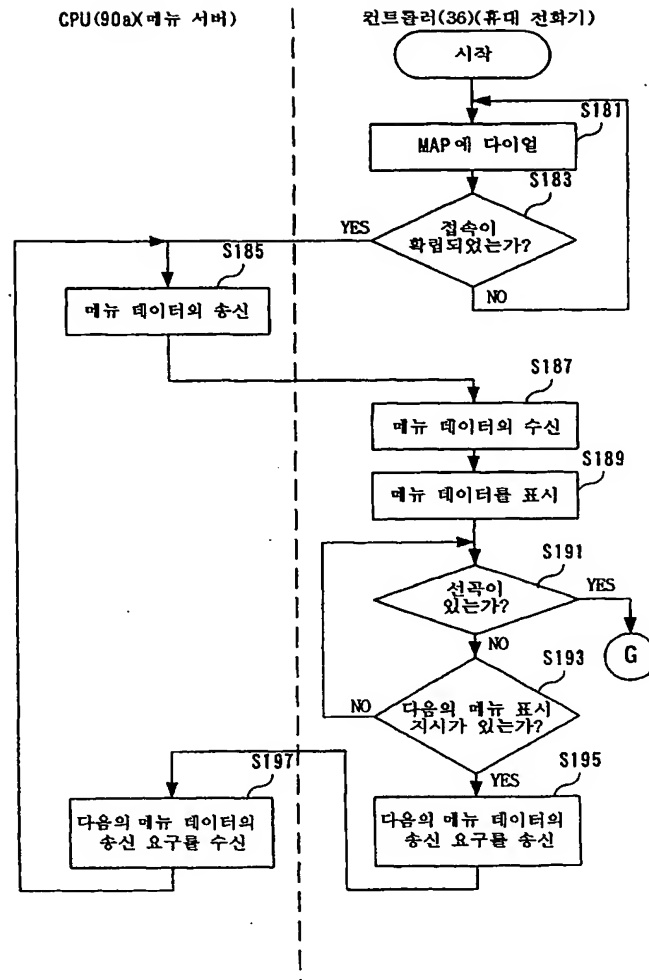 CPU(90a)(메뉴 서버)
컨트롤러(36)(휴대 전화기)
시작
S181
MAP에 다이얼
S183
접속이
확립되었는가?
YES
NO
S185
메뉴 데이터의 송신
S187
메뉴 데이터의 수신
S189
메뉴 데이터를 표시
S191
선곡이
있는가?
YES
G
NO
S193
다음의 메뉴 표시
지시가 있는가?
NO
YES
S195
다음의 메뉴 데이터의
송신 요구를 송신
S197
다음의 메뉴 데이터의
송신 요구를 수신